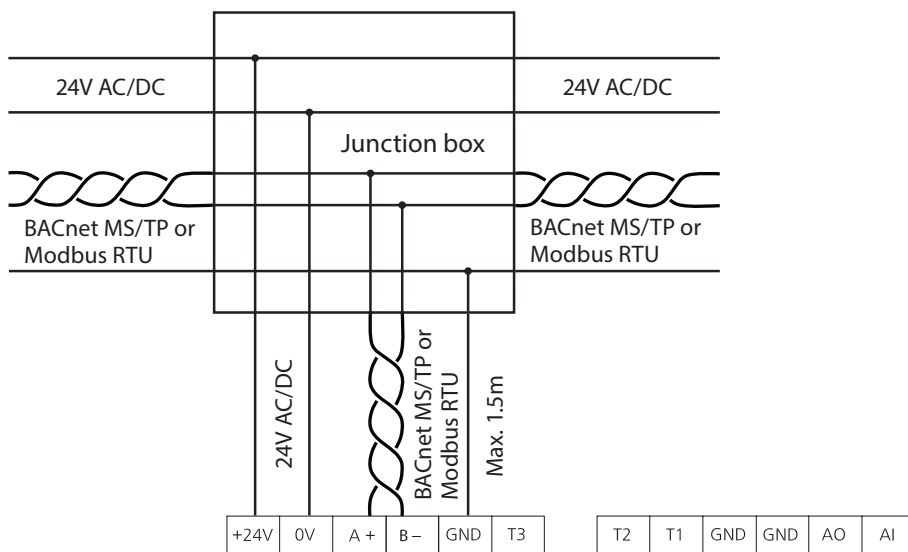 24V AC/DC
24V AC/DC
Junction box
BACnet MS/TP or
Modbus RTU
BACnet MS/TP or
Modbus RTU
24V AC/DC
BACnet MS/TP or
Modbus RTU
Max. 1.5m
+24V 0V A + B – GND T3 T2 T1 GND GND AO AI